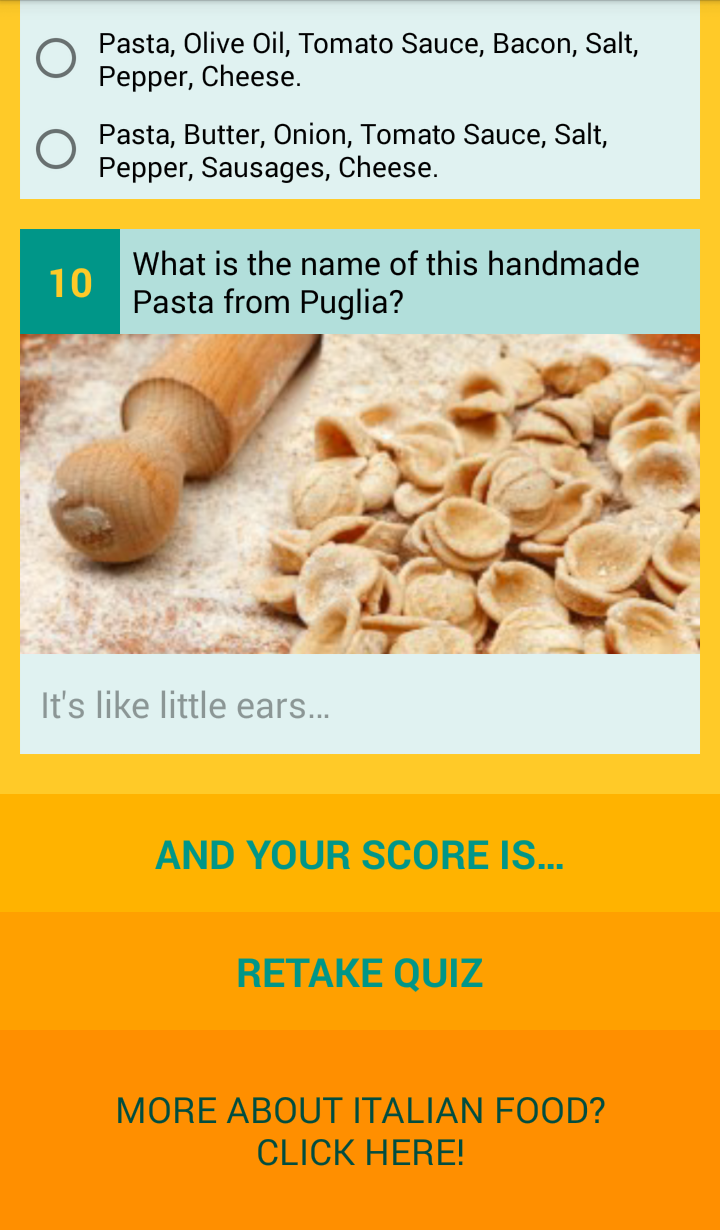 Pasta, Olive Oil, Tomato Sauce, Bacon, Salt,
Pepper, Cheese.
Pasta, Butter, Onion, Tomato Sauce, Salt,
Pepper, Sausages, Cheese.
10
What is the name of this handmade
Pasta from Puglia?
It's like little ears...
AND YOUR SCORE IS...
RETAKE QUIZ
MORE ABOUT ITALIAN FOOD?
CLICK HERE!